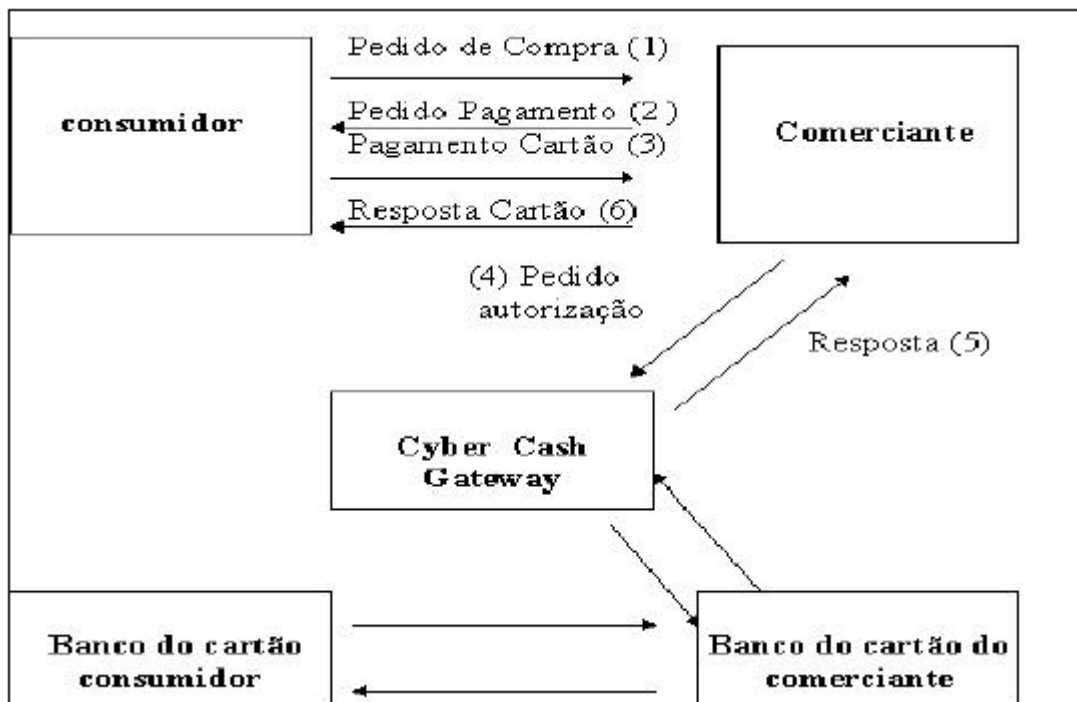 Pedido de Compra (1)
consumidor
Pedido Pagamento (2 )
Pagamento Cartão (3)
Resposta Cartão (6)
Comerciante
(4) Pedido
autorização
Resposta (5)
Cyber Cash
Gateway
Banco do cartão
consumidor
Banco do cartão do
comerciante